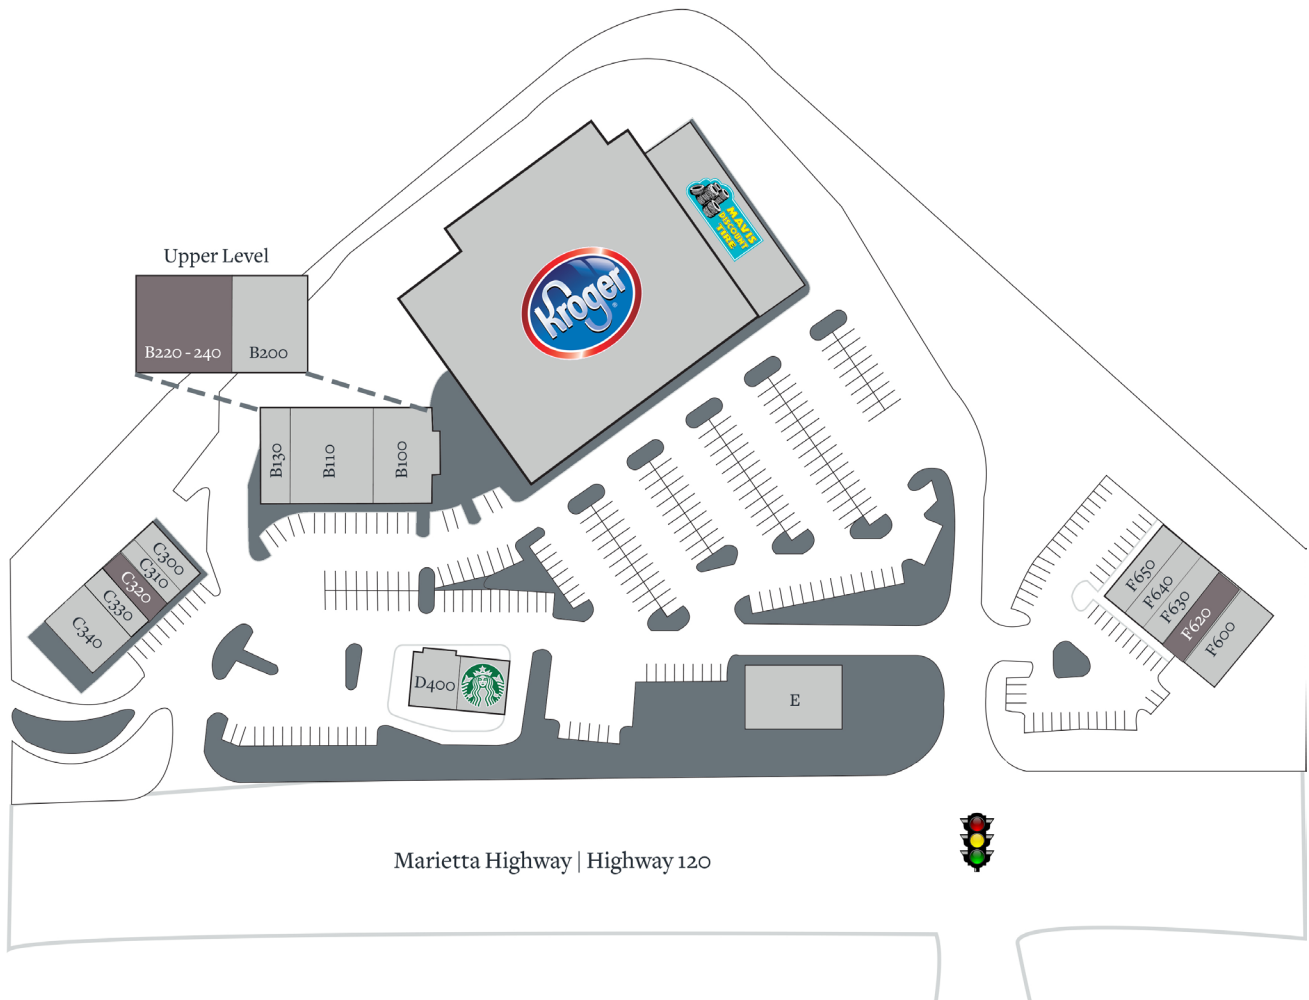 MAVIS
DISCOUNT
TIRE
Upper Level
Kroger
B220 - 240
B200
B130
B110
B100
C300
C310
C320
C330
C340
F650
F640
F630
F620
F600
D400
E
Marietta Highway | Highway 120